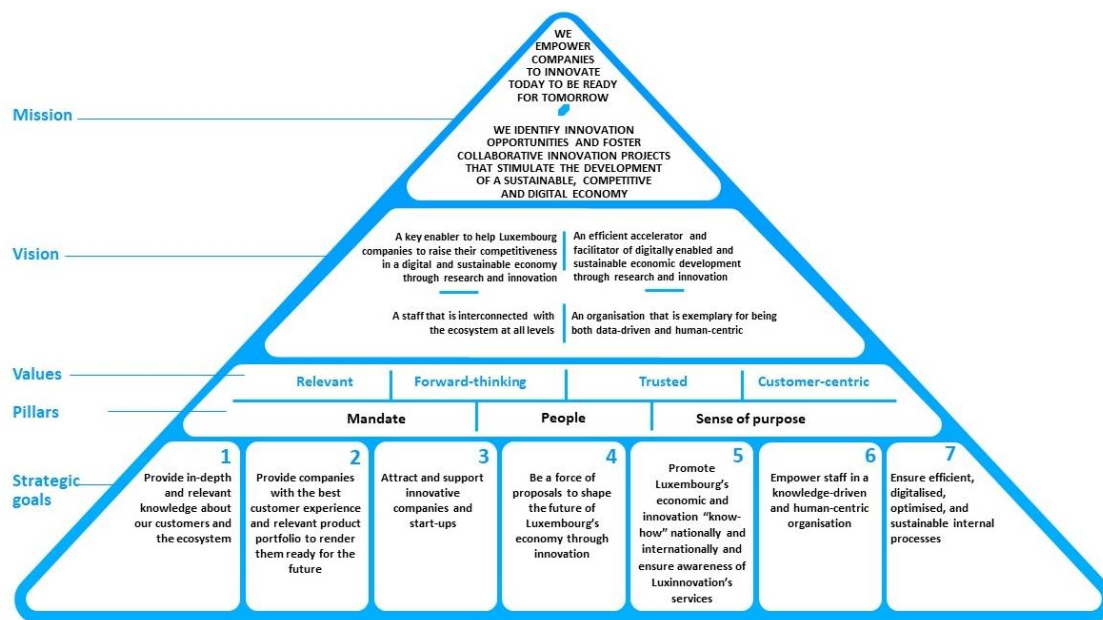 WE
EMPOWER
COMPANIES
TO INNOVATE
TODAY TO BE READY
FOR TOMORROW
Mission
WE IDENTIFY INNOVATION
OPPORTUNITIES AND FOSTER
COLLABORATIVE INNOVATION PROJECTS
THAT STIMULATE THE DEVELOPMENT
OF A SUSTAINABLE, COMPETITIVE
AND DIGITAL ECONOMY
Vision
A key enabler to help Luxembourg
companies to raise their competitiveness
in a digital and sustainable economy
through research and innovation
An efficient accelerator and
facilitator of digitally enabled and
sustainable economic development
through research and innovation
A staff that is interconnected with
the ecosystem at all levels
An organisation that is exemplary for being
both data-driven and human-centric
Values
Relevant
Forward-thinking
Trusted
Customer-centric
Pillars
Mandate
People
Sense of purpose
Strategic
goals
1
Provide in-depth
and relevant
knowledge about
our customers and
the ecosystem
2
Provide companies
with the best
customer experience
and relevant product
portfolio to render
them ready for the
future
3
Attract and support
innovative
companies and
start-ups
4
Be a force of
proposals to shape
the future of
Luxembourg's
economy through
innovation
5
Promote
Luxembourg's
economic and
innovation “know-
how” nationally and
internationally and
ensure awareness of
Luxinnovation's
services
6
Empower staff in a
knowledge-driven
and human-centric
organisation
7
Ensure efficient,
digitalised,
optimised, and
sustainable internal
processes